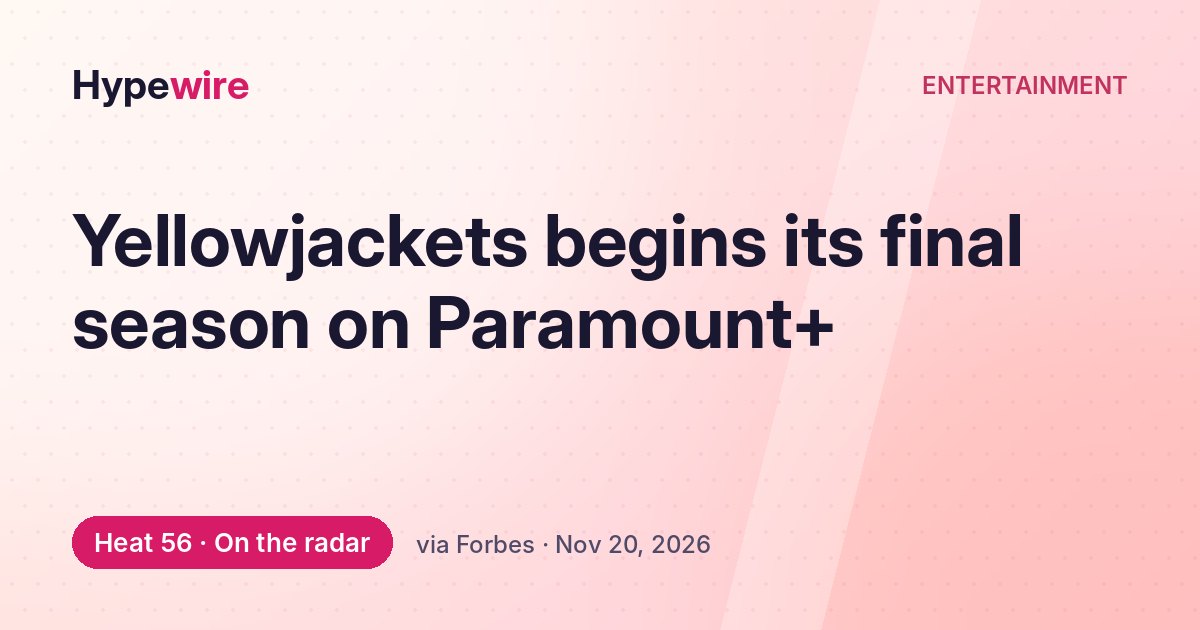 Hypewire
ENTERTAINMENT
Yellowjackets begins its final
season on Paramount+
Heat 56 · On the radar
via Forbes · Nov 20, 2026